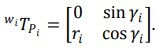 ^{w_i}T_{P_i} = \begin{bmatrix} 0 & \sin \gamma_i \\ r_i & \cos \gamma_i \end{bmatrix}.